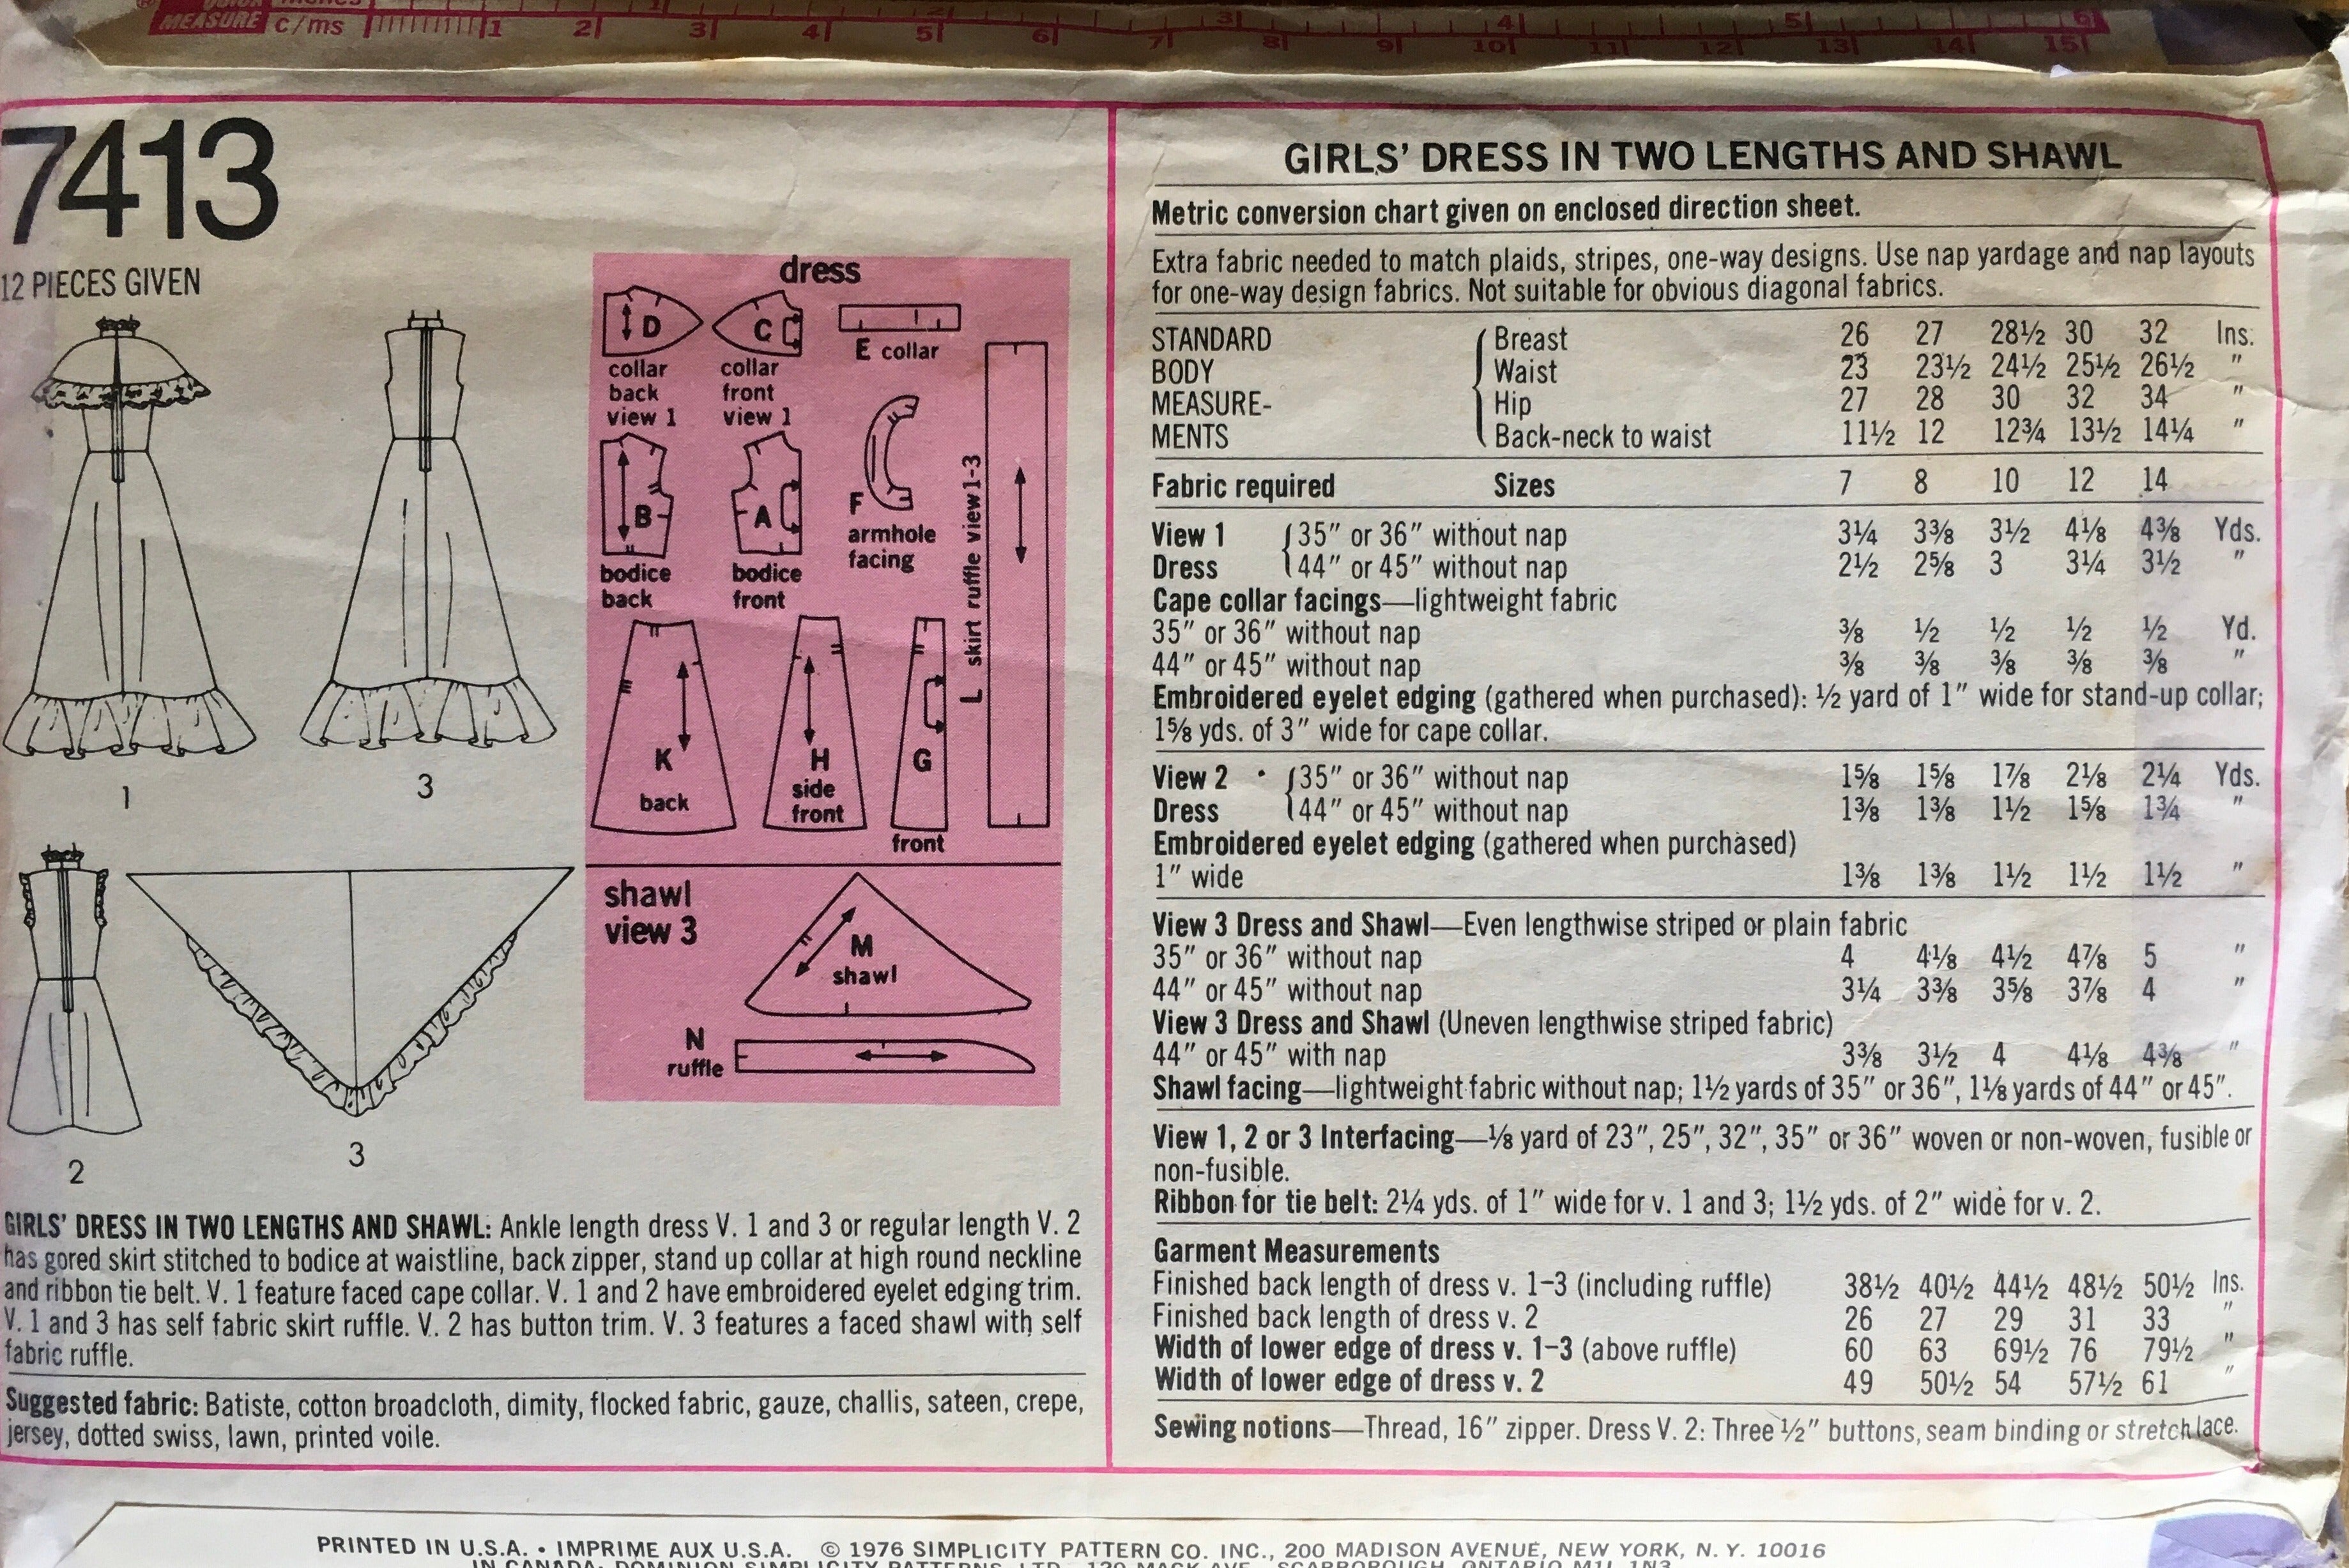 MEASURE c/ms 1 2 3 4 5 6 7 8 9 10 11 12 13 14 15
7413
12 PIECES GIVEN
1
3
2
3
dress
D
collar
back
view 1
C
collar
front
view 1
E collar
B
bodice
back
A
bodice
front
F
armhole
facing
L skirt ruffle view 1-3
K
back
H
side
front
G
front
shawl
view 3
M
shawl
N
ruffle
GIRLS' DRESS IN TWO LENGTHS AND SHAWL: Ankle length dress V. 1 and 3 or regular length V. 2
has gored skirt stitched to bodice at waistline, back zipper, stand up collar at high round neckline
and ribbon tie belt. V. 1 feature faced cape collar. V. 1 and 2 have embroidered eyelet edging trim.
V. 1 and 3 has self fabric skirt ruffle. V. 2 has button trim. V. 3 features a faced shawl with self
fabric ruffle.
Suggested fabric: Batiste, cotton broadcloth, dimity, flocked fabric, gauze, challis, sateen, crepe,
jersey, dotted swiss, lawn, printed voile.
GIRLS' DRESS IN TWO LENGTHS AND SHAWL
Metric conversion chart given on enclosed direction sheet.
Extra fabric needed to match plaids, stripes, one-way designs. Use nap yardage and nap layouts
for one-way design fabrics. Not suitable for obvious diagonal fabrics.
STANDARD Breast 26 27 28½ 30 32 Ins.
BODY Waist 23 23½ 24½ 25½ 26½ "
MEASURE- Hip 27 28 30 32 34 "
MENTS Back-neck to waist 11½ 12 12¾ 13½ 14¼ "
Fabric required Sizes 7 8 10 12 14
View 1 35" or 36" without nap 3¼ 3⅜ 3½ 4⅛ 4⅜ Yds.
Dress 44" or 45" without nap 2½ 2⅝ 3 3¼ 3½ "
Cape collar facings—lightweight fabric
35" or 36" without nap ⅜ ½ ½ ½ ½ Yd.
44" or 45" without nap ⅜ ⅜ ⅜ ⅜ ⅜ "
Embroidered eyelet edging (gathered when purchased): ½ yard of 1" wide for stand-up collar;
1⅝ yds. of 3" wide for cape collar.
View 2 35" or 36" without nap 1⅝ 1⅝ 1⅞ 2⅛ 2¼ Yds.
Dress 44" or 45" without nap 1⅜ 1⅜ 1½ 1⅝ 1¾ "
Embroidered eyelet edging (gathered when purchased)
1" wide 1⅜ 1⅜ 1½ 1½ 1½ "
View 3 Dress and Shawl—Even lengthwise striped or plain fabric
35" or 36" without nap 4 4⅛ 4½ 4⅞ 5 "
44" or 45" without nap 3¼ 3⅜ 3⅝ 3⅞ 4 "
View 3 Dress and Shawl (Uneven lengthwise striped fabric)
44" or 45" with nap 3⅜ 3½ 4 4⅛ 4⅜ "
Shawl facing—lightweight fabric without nap; 1½ yards of 35" or 36", 1⅛ yards of 44" or 45".
View 1, 2 or 3 Interfacing—⅛ yard of 23", 25", 32", 35" or 36" woven or non-woven, fusible or
non-fusible.
Ribbon for tie belt: 2¼ yds. of 1" wide for v. 1 and 3; 1½ yds. of 2" wide for v. 2.
Garment Measurements
Finished back length of dress v. 1-3 (including ruffle) 38½ 40½ 44½ 48½ 50½ Ins.
Finished back length of dress v. 2 26 27 29 31 33 "
Width of lower edge of dress v. 1-3 (above ruffle) 60 63 69½ 76 79½ "
Width of lower edge of dress v. 2 49 50½ 54 57½ 61 "
Sewing notions—Thread, 16" zipper. Dress V. 2: Three ½" buttons, seam binding or stretch lace.
PRINTED IN U.S.A. • IMPRIME AUX U.S.A. © 1976 SIMPLICITY PATTERN CO. INC., 200 MADISON AVENUE, NEW YORK, N. Y. 10016